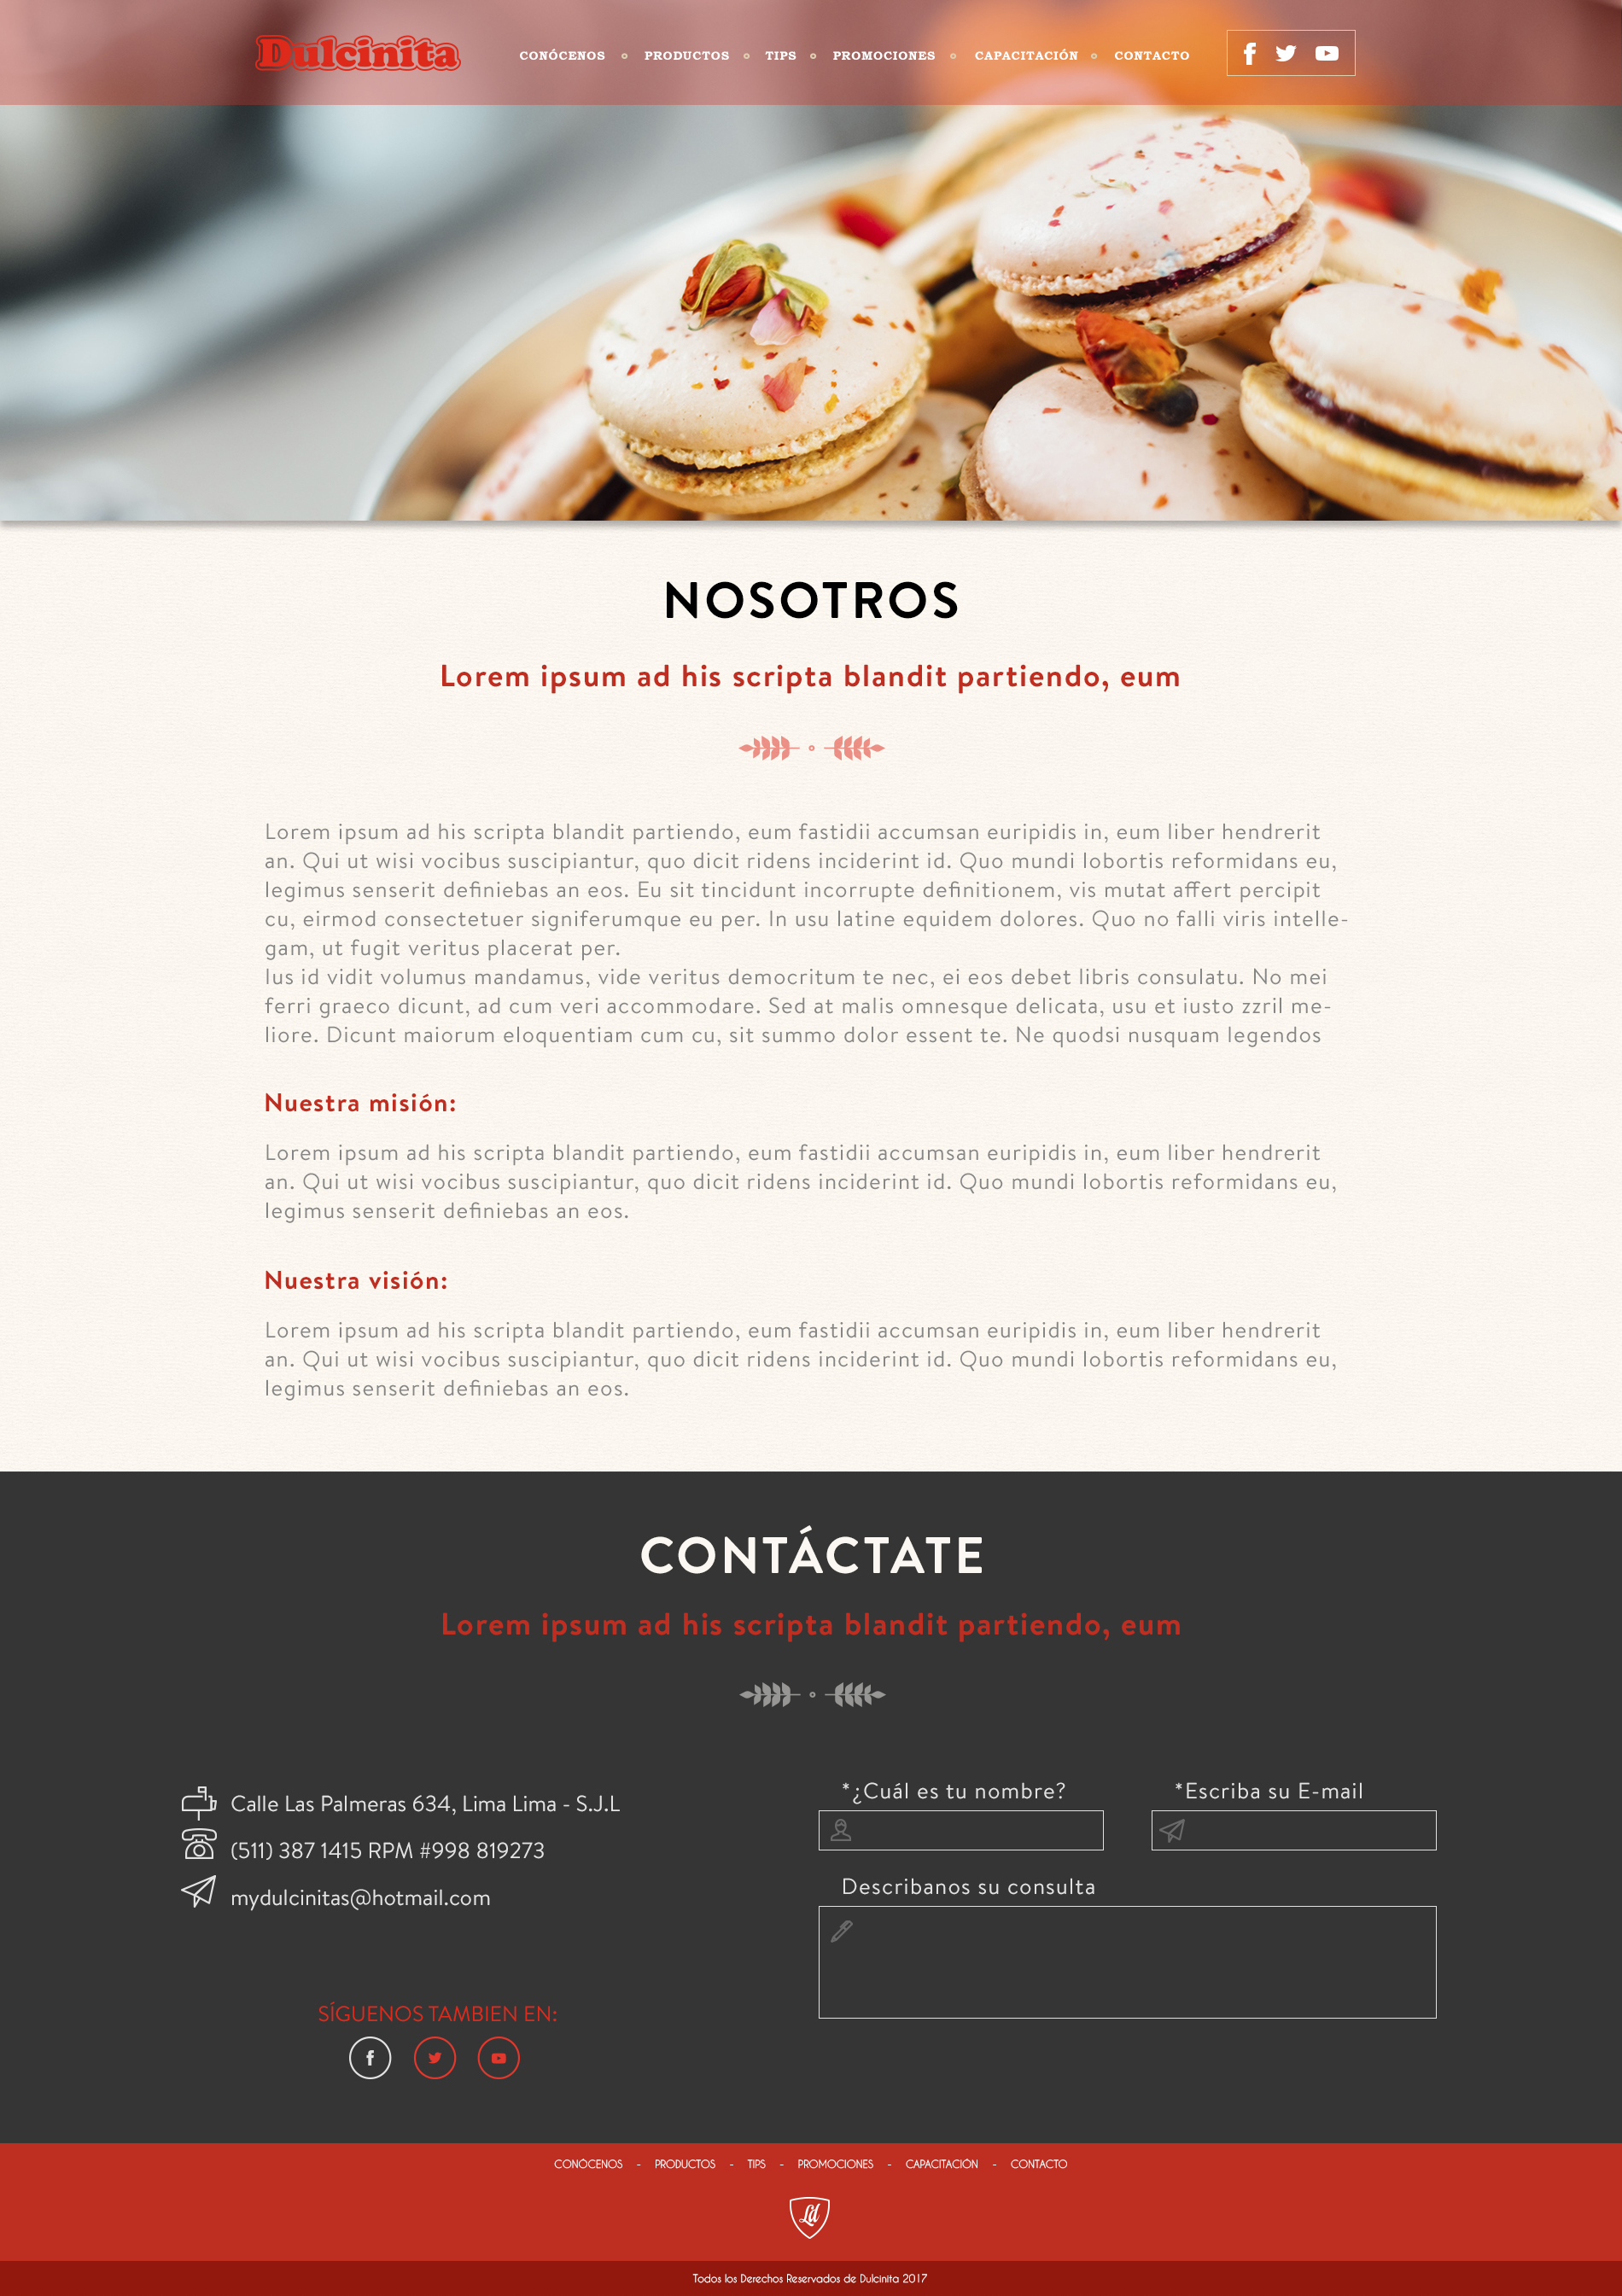 Dulcinita
CONÓCENOS PRODUCTOS TIPS PROMOCIONES CAPACITACIÓN CONTACTO
NOSOTROS
Lorem ipsum ad his scripta blandit partiendo, eum
Lorem ipsum ad his scripta blandit partiendo, eum fastidii accumsan euripidis in, eum liber hendrerit
an. Qui ut wisi vocibus suscipiantur, quo dicit ridens inciderint id. Quo mundi lobortis reformidans eu,
legimus senserit definiebas an eos. Eu sit tincidunt incorrupte definitionem, vis mutat affert percipit
cu, eirmod consectetuer signiferumque eu per. In usu latine equidem dolores. Quo no falli viris intelle-
gam, ut fugit veritus placerat per.
Ius id vidit volumus mandamus, vide veritus democritum te nec, ei eos debet libris consulatu. No mei
ferri graeco dicunt, ad cum veri accommodare. Sed at malis omnesque delicata, usu et iusto zzril me-
liore. Dicunt maiorum eloquentiam cum cu, sit summo dolor essent te. Ne quodsi nusquam legendos
Nuestra misión:
Lorem ipsum ad his scripta blandit partiendo, eum fastidii accumsan euripidis in, eum liber hendrerit
an. Qui ut wisi vocibus suscipiantur, quo dicit ridens inciderint id. Quo mundi lobortis reformidans eu,
legimus senserit definiebas an eos.
Nuestra visión:
Lorem ipsum ad his scripta blandit partiendo, eum fastidii accumsan euripidis in, eum liber hendrerit
an. Qui ut wisi vocibus suscipiantur, quo dicit ridens inciderint id. Quo mundi lobortis reformidans eu,
legimus senserit definiebas an eos.
CONTÁCTATE
Lorem ipsum ad his scripta blandit partiendo, eum
Calle Las Palmeras 634, Lima Lima - S.J.L
(511) 387 1415 RPM #998 819273
mydulcinitas@hotmail.com
SÍGUENOS TAMBIEN EN:
*¿Cuál es tu nombre?
*Escriba su E-mail
Describanos su consulta
CONÓCENOS - PRODUCTOS - TIPS - PROMOCIONES - CAPACITACIÓN - CONTACTO
Ld
Todos los Derechos Reservados de Dulcinita 2017